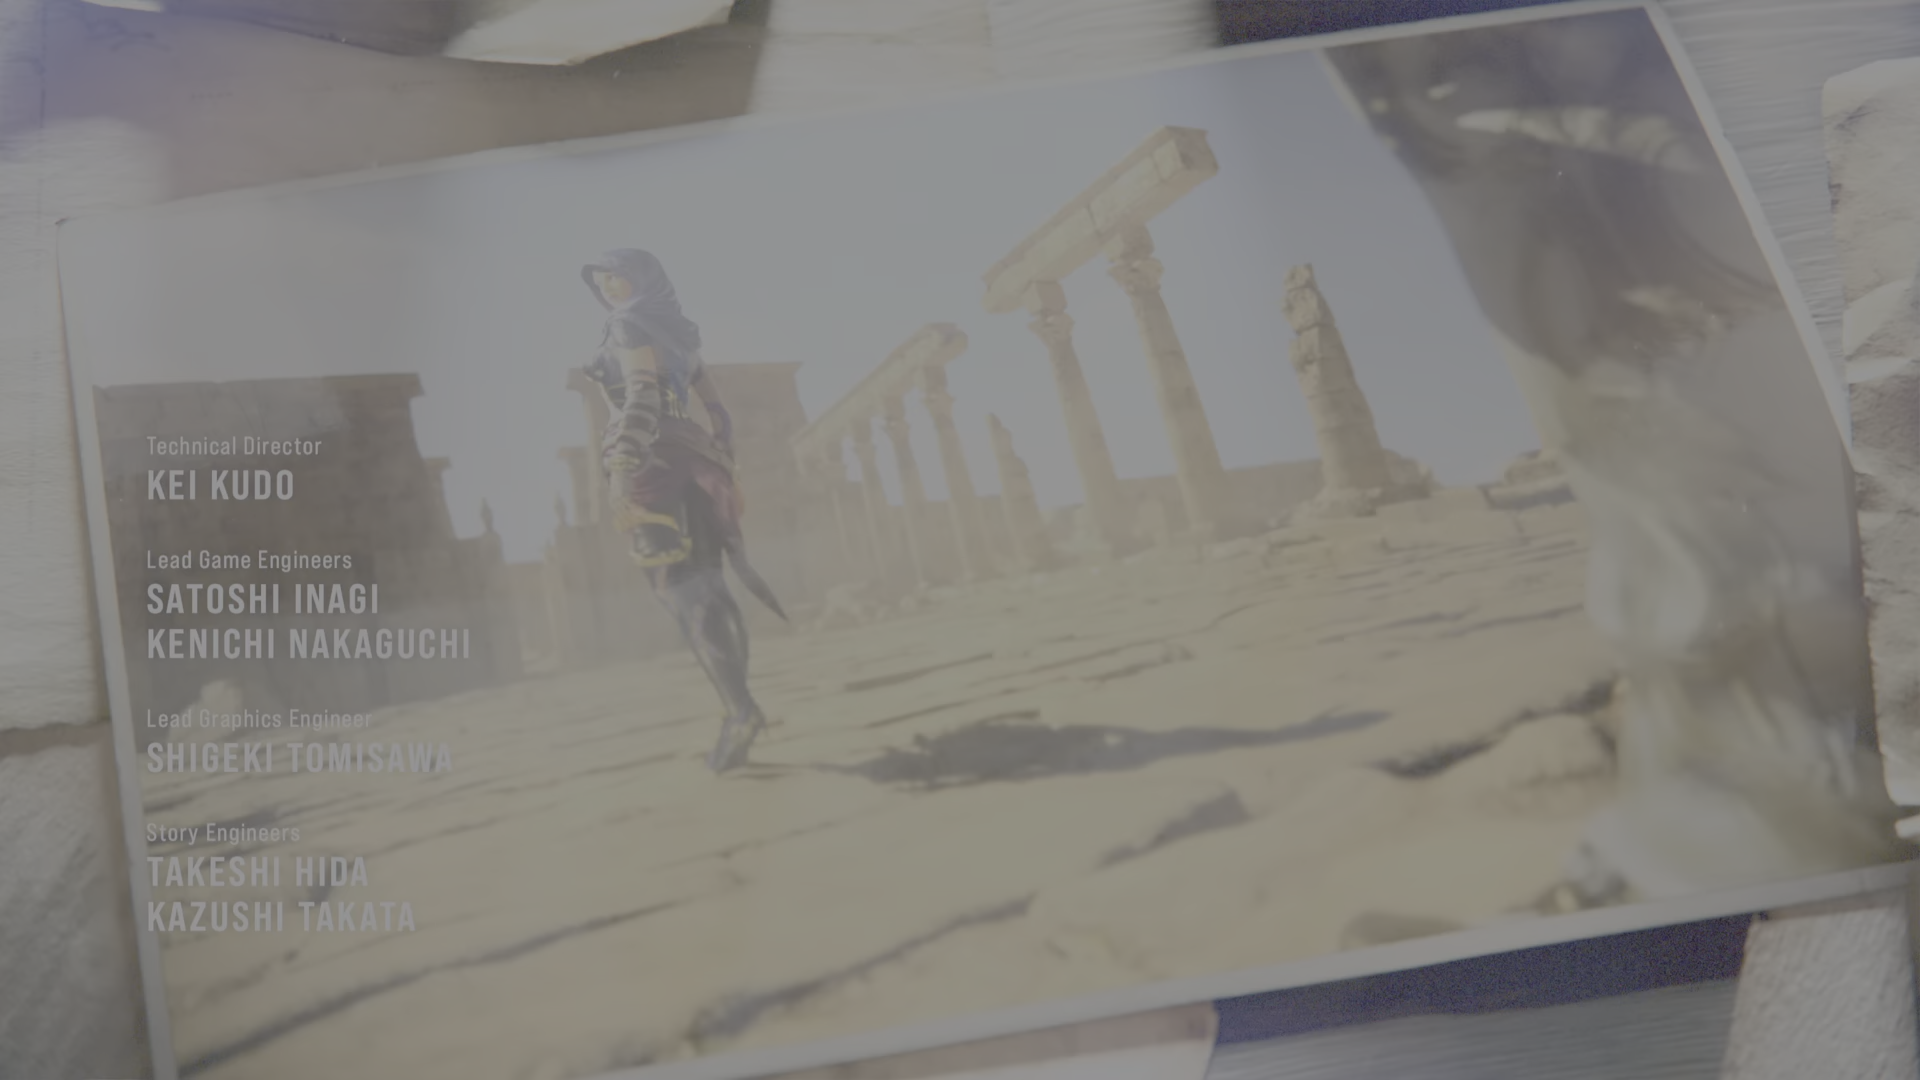 Technical Director
KEI KUDO
Lead Game Engineers
SATOSHI INAGI
KENICHI NAKAGUCHI
Lead Graphics Engineer
SHIGEKI TOMISAWA
Story Engineers
TAKESHI HIDA
KAZUSHI TAKATA